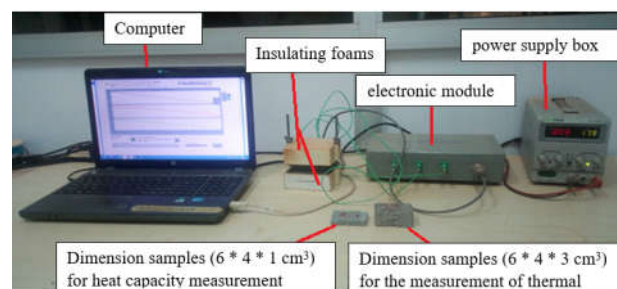 Computer
Insulating foams
power supply box
electronic module
Dimension samples (6 * 4 * 1 cm³)
for heat capacity measurement
Dimension samples (6 * 4 * 3 cm³)
for the measurement of thermal